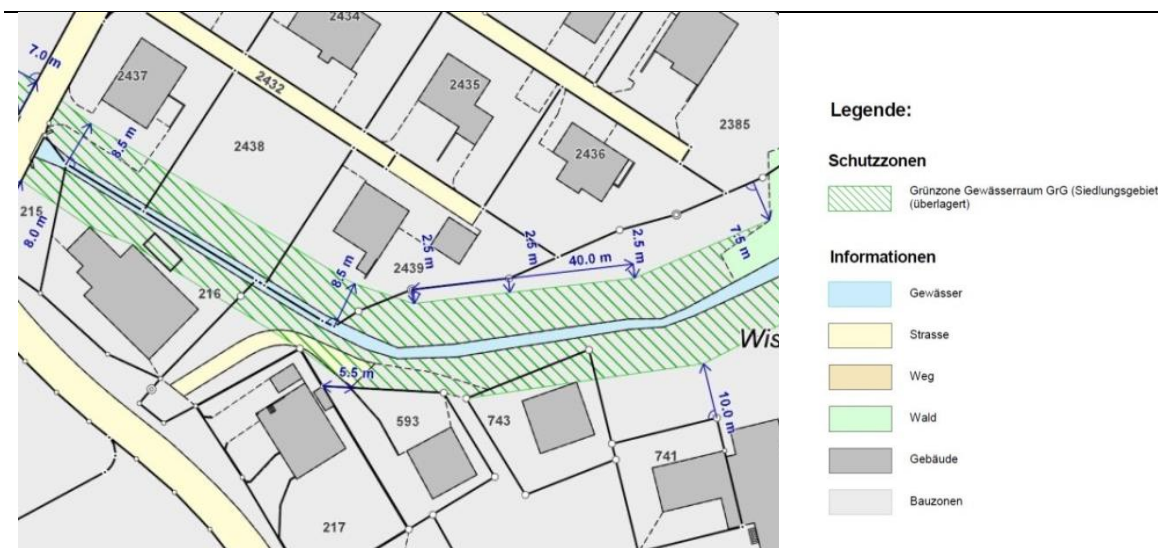 2434
7.0 m
2437
2435
2432
2385
8.5 m
2438
2436
215
8.0 m
7.5 m
2.5 m
2.5 m
2.5 m
40.0 m
2439
8.5 m
216
Wis
5.5 m
593
743
10.0 m
741
217
Legende:
Schutzzonen
Grünzone Gewässerraum GrG (Siedlungsgebiet
(überlagert)
Informationen
Gewässer
Strasse
Weg
Wald
Gebäude
Bauzonen